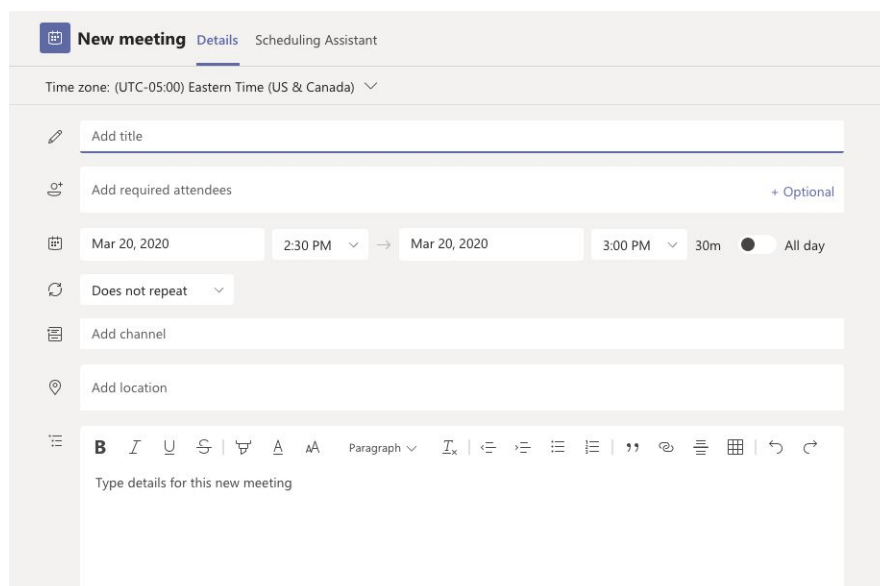 New meeting Details Scheduling Assistant
Time zone: (UTC-05:00) Eastern Time (US & Canada)
Add title
Add required attendees + Optional
Mar 20, 2020 2:30 PM → Mar 20, 2020 3:00 PM 30m All day
Does not repeat
Add channel
Add location
B I U S A AA Paragraph Tx
Type details for this new meeting